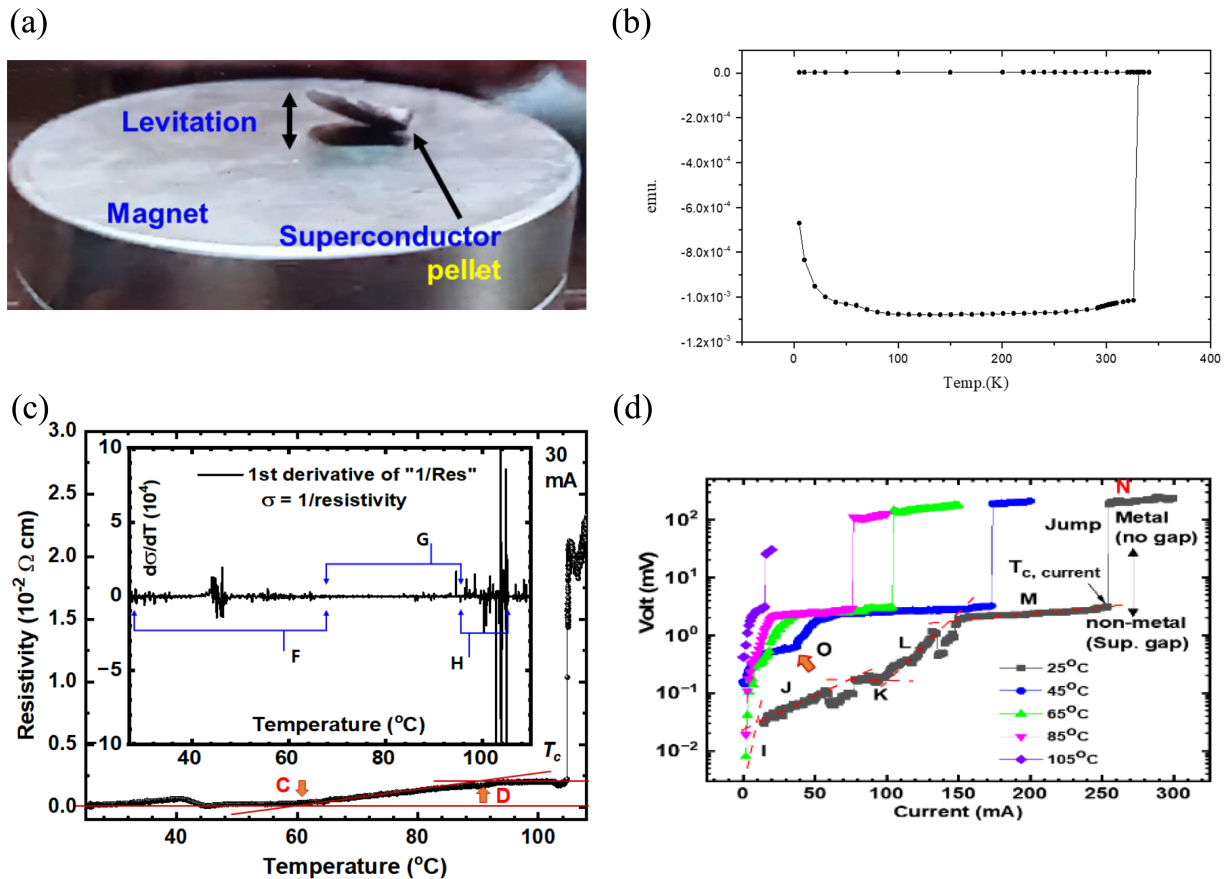 (a)
Levitation
Magnet
Superconductor
pellet
(b)
0.0
-2.0x10⁻⁴
-4.0x10⁻⁴
-6.0x10⁻⁴
-8.0x10⁻⁴
-1.0x10⁻³
-1.2x10⁻³
emu.
0 100 200 300 400
Temp.(K)
(c)
3.0
2.5
2.0
1.5
1.0
0.5
0.0
Resistivity (10⁻² Ω cm)
10
5
0
−5
−10
dσ/dT (10⁴)
1st derivative of "1/Res"
σ = 1/resistivity
30
mA
G
F
H
Temperature (°C)
40 60 80 100
T꜀
C
D
40 60 80 100
Temperature (°C)
(d)
10²
10¹
10⁰
10⁻¹
10⁻²
Volt (mV)
N
Jump
Metal
(no gap)
T꜀, current
M
non-metal
(Sup. gap)
O
L
J
K
I
25°C
45°C
65°C
85°C
105°C
0 50 100 150 200 250 300
Current (mA)